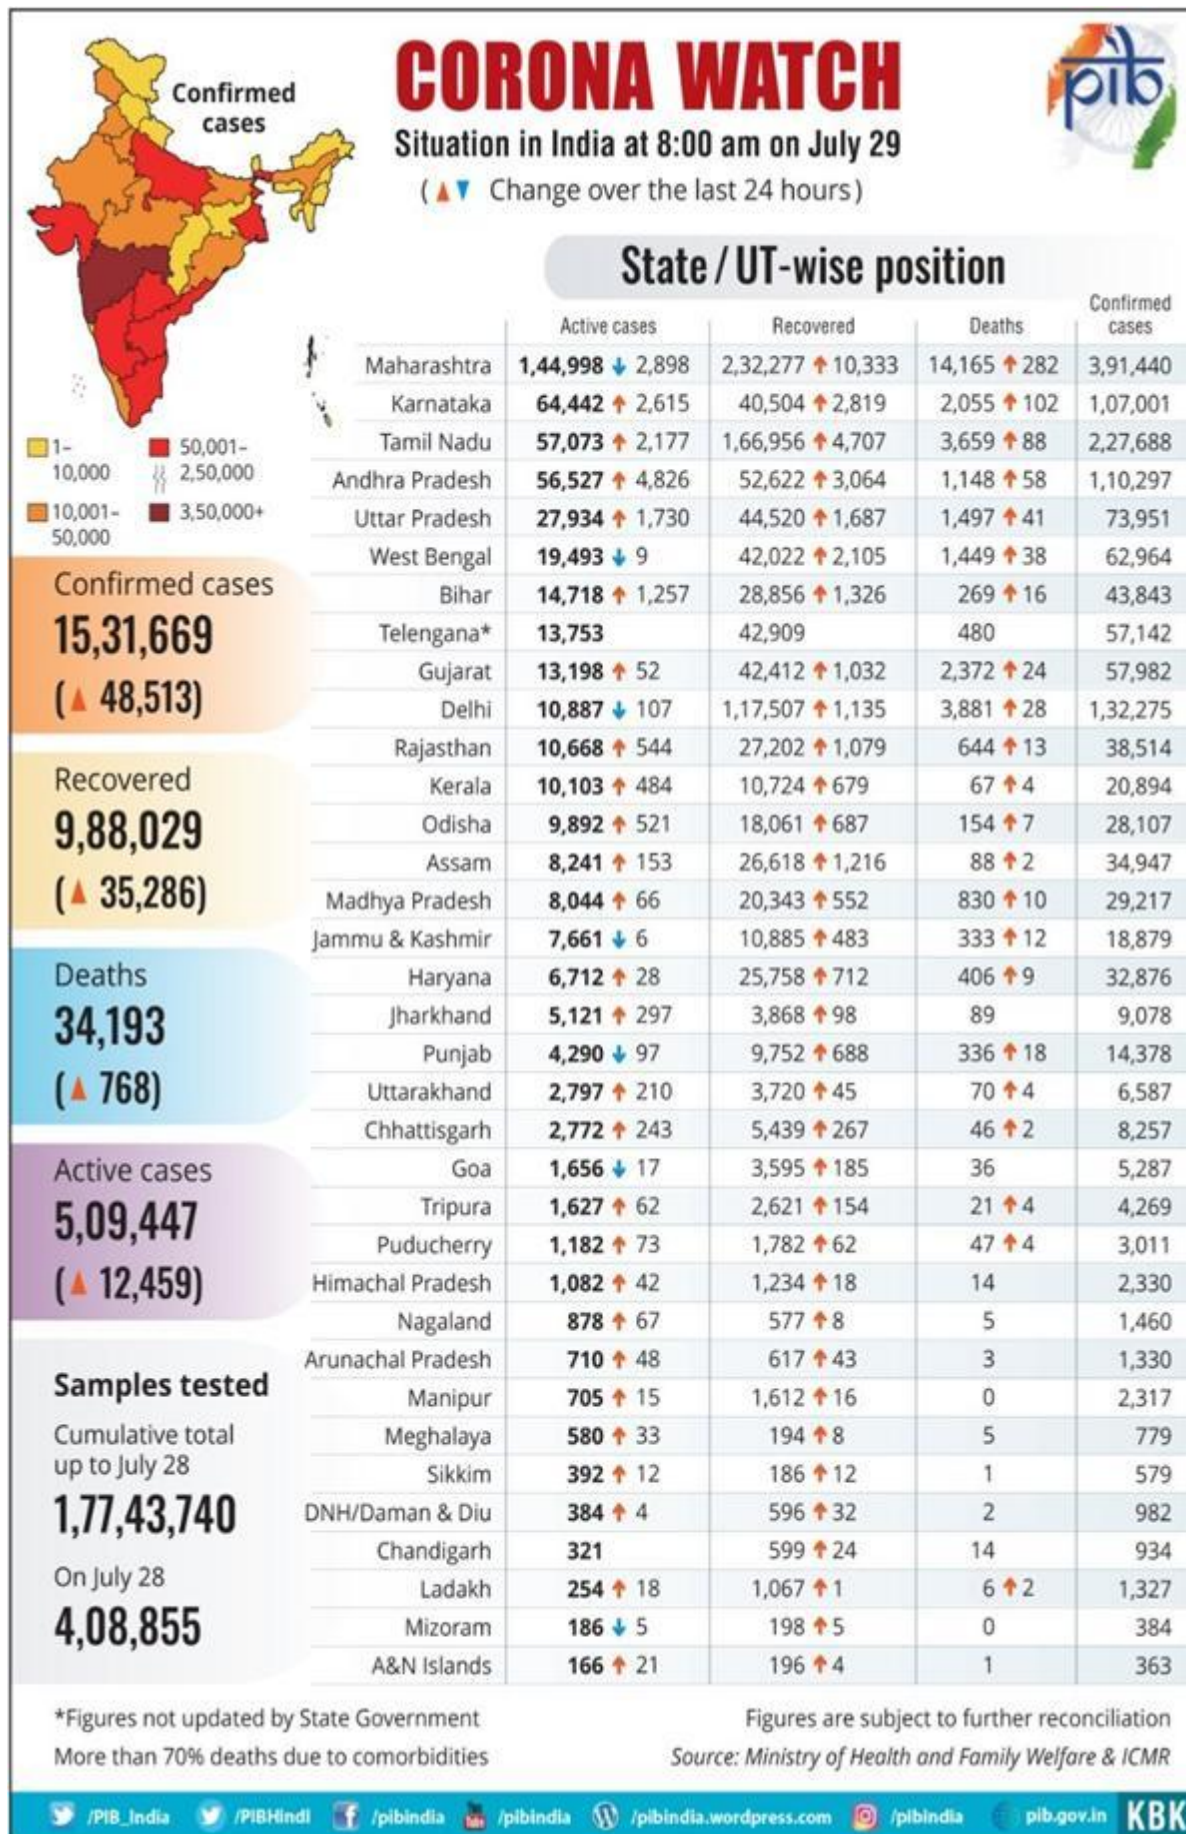 CORONA WATCH
Situation in India at 8:00 am on July 29
(▲▼ Change over the last 24 hours)
pib
Confirmed
cases
1-
10,000
10,001-
50,000
50,001-
2,50,000
3,50,000+
Confirmed cases
15,31,669
(▲ 48,513)
Recovered
9,88,029
(▲ 35,286)
Deaths
34,193
(▲ 768)
Active cases
5,09,447
(▲ 12,459)
Samples tested
Cumulative total
up to July 28
1,77,43,740
On July 28
4,08,855
State / UT-wise position
Active cases Recovered Deaths Confirmed cases
Maharashtra 1,44,998 ↓ 2,898 2,32,277 ↑ 10,333 14,165 ↑ 282 3,91,440
Karnataka 64,442 ↑ 2,615 40,504 ↑ 2,819 2,055 ↑ 102 1,07,001
Tamil Nadu 57,073 ↑ 2,177 1,66,956 ↑ 4,707 3,659 ↑ 88 2,27,688
Andhra Pradesh 56,527 ↑ 4,826 52,622 ↑ 3,064 1,148 ↑ 58 1,10,297
Uttar Pradesh 27,934 ↑ 1,730 44,520 ↑ 1,687 1,497 ↑ 41 73,951
West Bengal 19,493 ↓ 9 42,022 ↑ 2,105 1,449 ↑ 38 62,964
Bihar 14,718 ↑ 1,257 28,856 ↑ 1,326 269 ↑ 16 43,843
Telengana* 13,753 42,909 480 57,142
Gujarat 13,198 ↑ 52 42,412 ↑ 1,032 2,372 ↑ 24 57,982
Delhi 10,887 ↓ 107 1,17,507 ↑ 1,135 3,881 ↑ 28 1,32,275
Rajasthan 10,668 ↑ 544 27,202 ↑ 1,079 644 ↑ 13 38,514
Kerala 10,103 ↑ 484 10,724 ↑ 679 67 ↑ 4 20,894
Odisha 9,892 ↑ 521 18,061 ↑ 687 154 ↑ 7 28,107
Assam 8,241 ↑ 153 26,618 ↑ 1,216 88 ↑ 2 34,947
Madhya Pradesh 8,044 ↑ 66 20,343 ↑ 552 830 ↑ 10 29,217
Jammu & Kashmir 7,661 ↓ 6 10,885 ↑ 483 333 ↑ 12 18,879
Haryana 6,712 ↑ 28 25,758 ↑ 712 406 ↑ 9 32,876
Jharkhand 5,121 ↑ 297 3,868 ↑ 98 89 9,078
Punjab 4,290 ↓ 97 9,752 ↑ 688 336 ↑ 18 14,378
Uttarakhand 2,797 ↑ 210 3,720 ↑ 45 70 ↑ 4 6,587
Chhattisgarh 2,772 ↑ 243 5,439 ↑ 267 46 ↑ 2 8,257
Goa 1,656 ↓ 17 3,595 ↑ 185 36 5,287
Tripura 1,627 ↑ 62 2,621 ↑ 154 21 ↑ 4 4,269
Puducherry 1,182 ↑ 73 1,782 ↑ 62 47 ↑ 4 3,011
Himachal Pradesh 1,082 ↑ 42 1,234 ↑ 18 14 2,330
Nagaland 878 ↑ 67 577 ↑ 8 5 1,460
Arunachal Pradesh 710 ↑ 48 617 ↑ 43 3 1,330
Manipur 705 ↑ 15 1,612 ↑ 16 0 2,317
Meghalaya 580 ↑ 33 194 ↑ 8 5 779
Sikkim 392 ↑ 12 186 ↑ 12 1 579
DNH/Daman & Diu 384 ↑ 4 596 ↑ 32 2 982
Chandigarh 321 599 ↑ 24 14 934
Ladakh 254 ↑ 18 1,067 ↑ 1 6 ↑ 2 1,327
Mizoram 186 ↓ 5 198 ↑ 5 0 384
A&N Islands 166 ↑ 21 196 ↑ 4 1 363
*Figures not updated by State Government
More than 70% deaths due to comorbidities
Figures are subject to further reconciliation
Source: Ministry of Health and Family Welfare & ICMR
/PIB_India /PIBHindi /pibindia /pibindia /pibindia.wordpress.com /pibindia pib.gov.in KBK